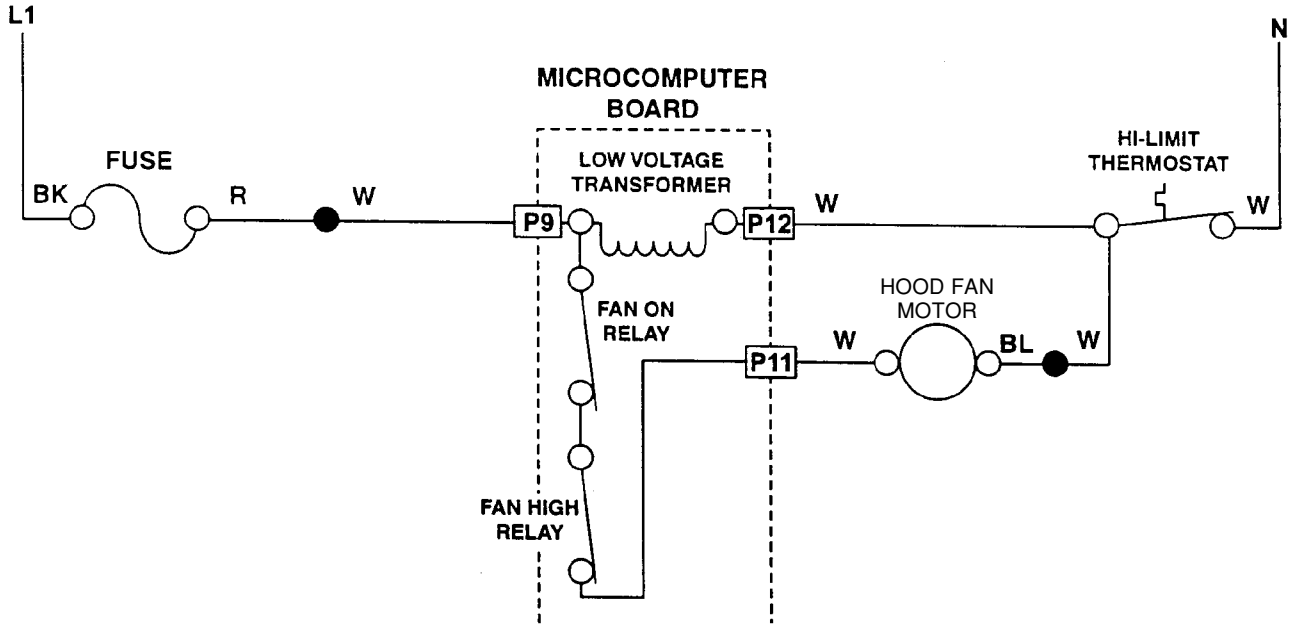 L1
N
MICROCOMPUTER
BOARD
HI-LIMIT
THERMOSTAT
FUSE
LOW VOLTAGE
TRANSFORMER
BK
R
W
P9
P12
W
W
FAN ON
RELAY
HOOD FAN
MOTOR
P11
W
BL
W
FAN HIGH
RELAY